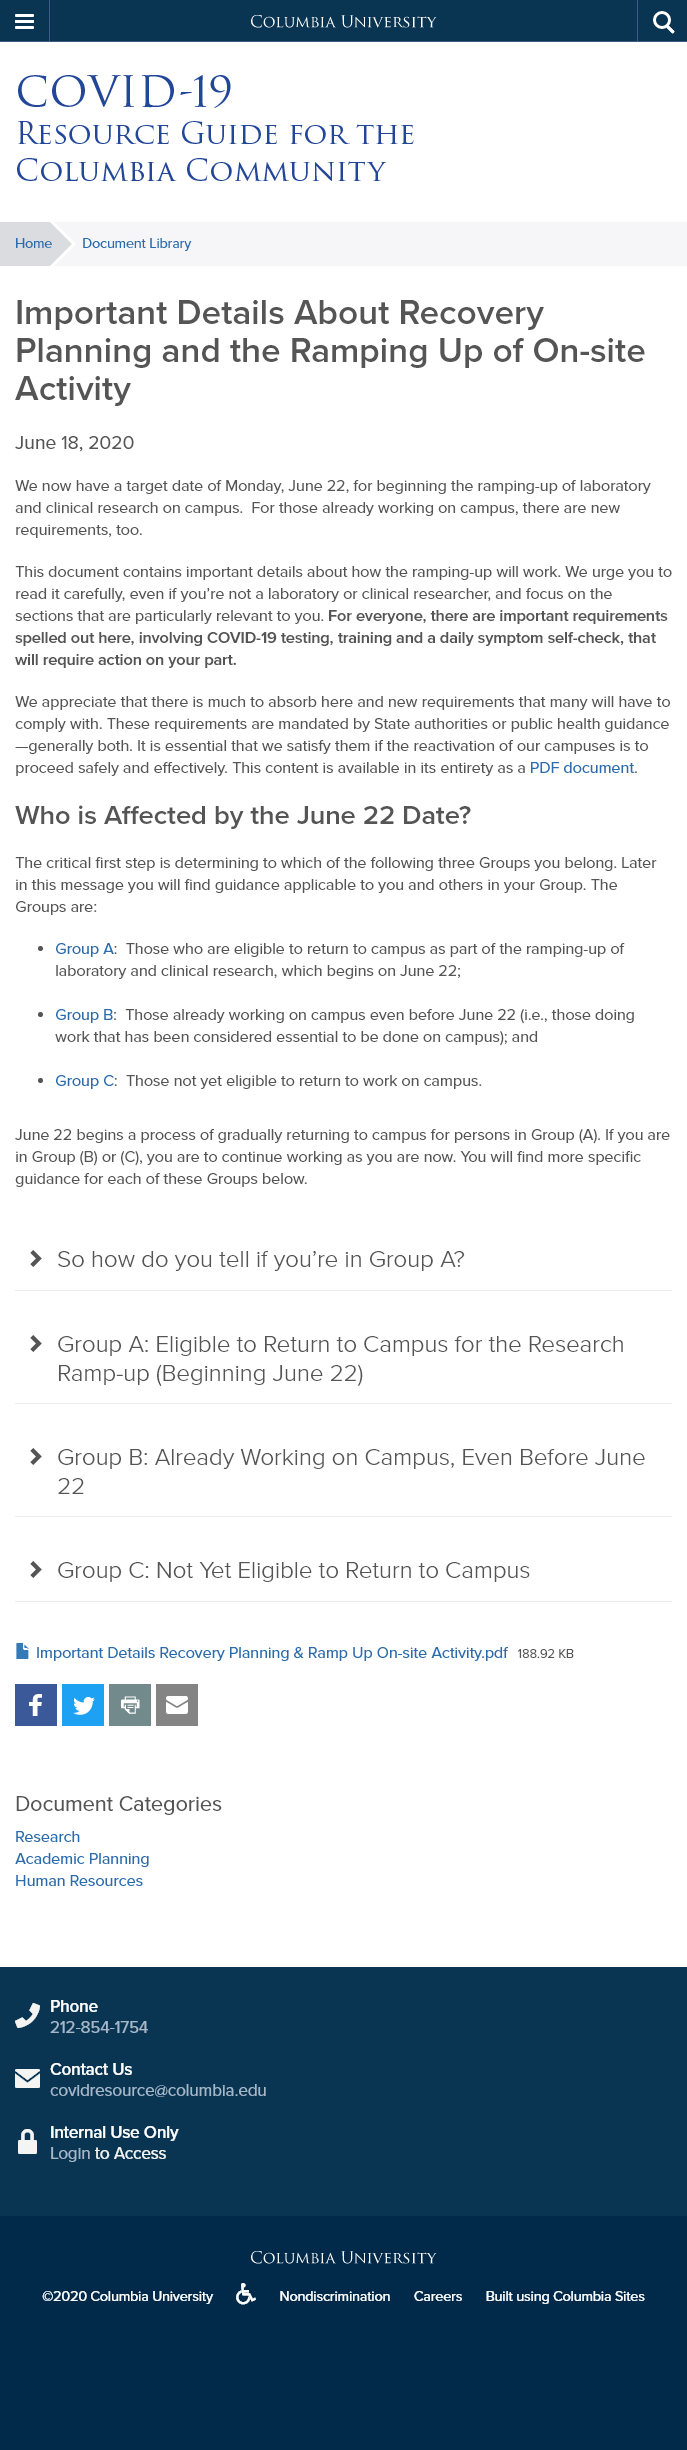 Columbia University
COVID-19
Resource Guide for the
Columbia Community
Home
Document Library
Important Details About Recovery
Planning and the Ramping Up of On-site
Activity
June 18, 2020
We now have a target date of Monday, June 22, for beginning the ramping-up of laboratory
and clinical research on campus.  For those already working on campus, there are new
requirements, too.
This document contains important details about how the ramping-up will work. We urge you to
read it carefully, even if you’re not a laboratory or clinical researcher, and focus on the
sections that are particularly relevant to you. For everyone, there are important requirements
spelled out here, involving COVID-19 testing, training and a daily symptom self-check, that
will require action on your part.
We appreciate that there is much to absorb here and new requirements that many will have to
comply with. These requirements are mandated by State authorities or public health guidance
—generally both. It is essential that we satisfy them if the reactivation of our campuses is to
proceed safely and effectively. This content is available in its entirety as a PDF document.
Who is Affected by the June 22 Date?
The critical first step is determining to which of the following three Groups you belong. Later
in this message you will find guidance applicable to you and others in your Group. The
Groups are:
• Group A:  Those who are eligible to return to campus as part of the ramping-up of
laboratory and clinical research, which begins on June 22;
• Group B:  Those already working on campus even before June 22 (i.e., those doing
work that has been considered essential to be done on campus); and
• Group C:  Those not yet eligible to return to work on campus.
June 22 begins a process of gradually returning to campus for persons in Group (A). If you are
in Group (B) or (C), you are to continue working as you are now. You will find more specific
guidance for each of these Groups below.
So how do you tell if you’re in Group A?
Group A: Eligible to Return to Campus for the Research
Ramp-up (Beginning June 22)
Group B: Already Working on Campus, Even Before June
22
Group C: Not Yet Eligible to Return to Campus
Important Details Recovery Planning & Ramp Up On-site Activity.pdf 188.92 KB
Document Categories
Research
Academic Planning
Human Resources
Phone
212-854-1754
Contact Us
covidresource@columbia.edu
Internal Use Only
Login to Access
Columbia University
©2020 Columbia University Nondiscrimination Careers Built using Columbia Sites